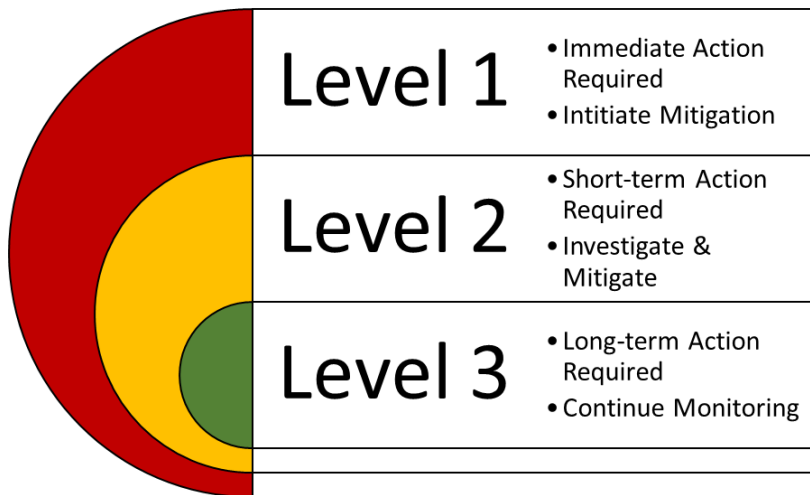 Level 1
• Immediate Action
Required
• Intitiate Mitigation
Level 2
• Short-term Action
Required
• Investigate &
Mitigate
Level 3
• Long-term Action
Required
• Continue Monitoring